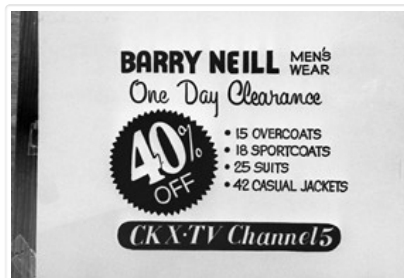 BARRY NEILL MEN'S WEAR
One Day Clearance
40% OFF
• 15 OVERCOATS
• 18 SPORTCOATS
• 25 SUITS
• 42 CASUAL JACKETS
CKX·TV Channel 5